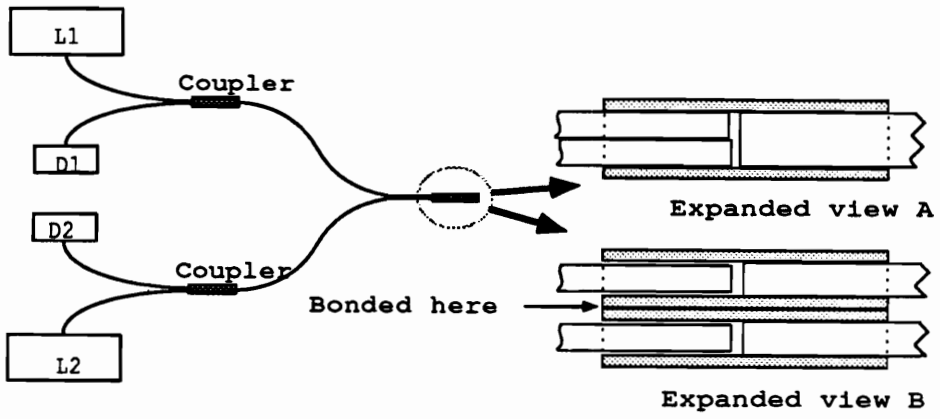 L1
Coupler
D1
Expanded view A
D2
Coupler
Bonded here
L2
Expanded view B